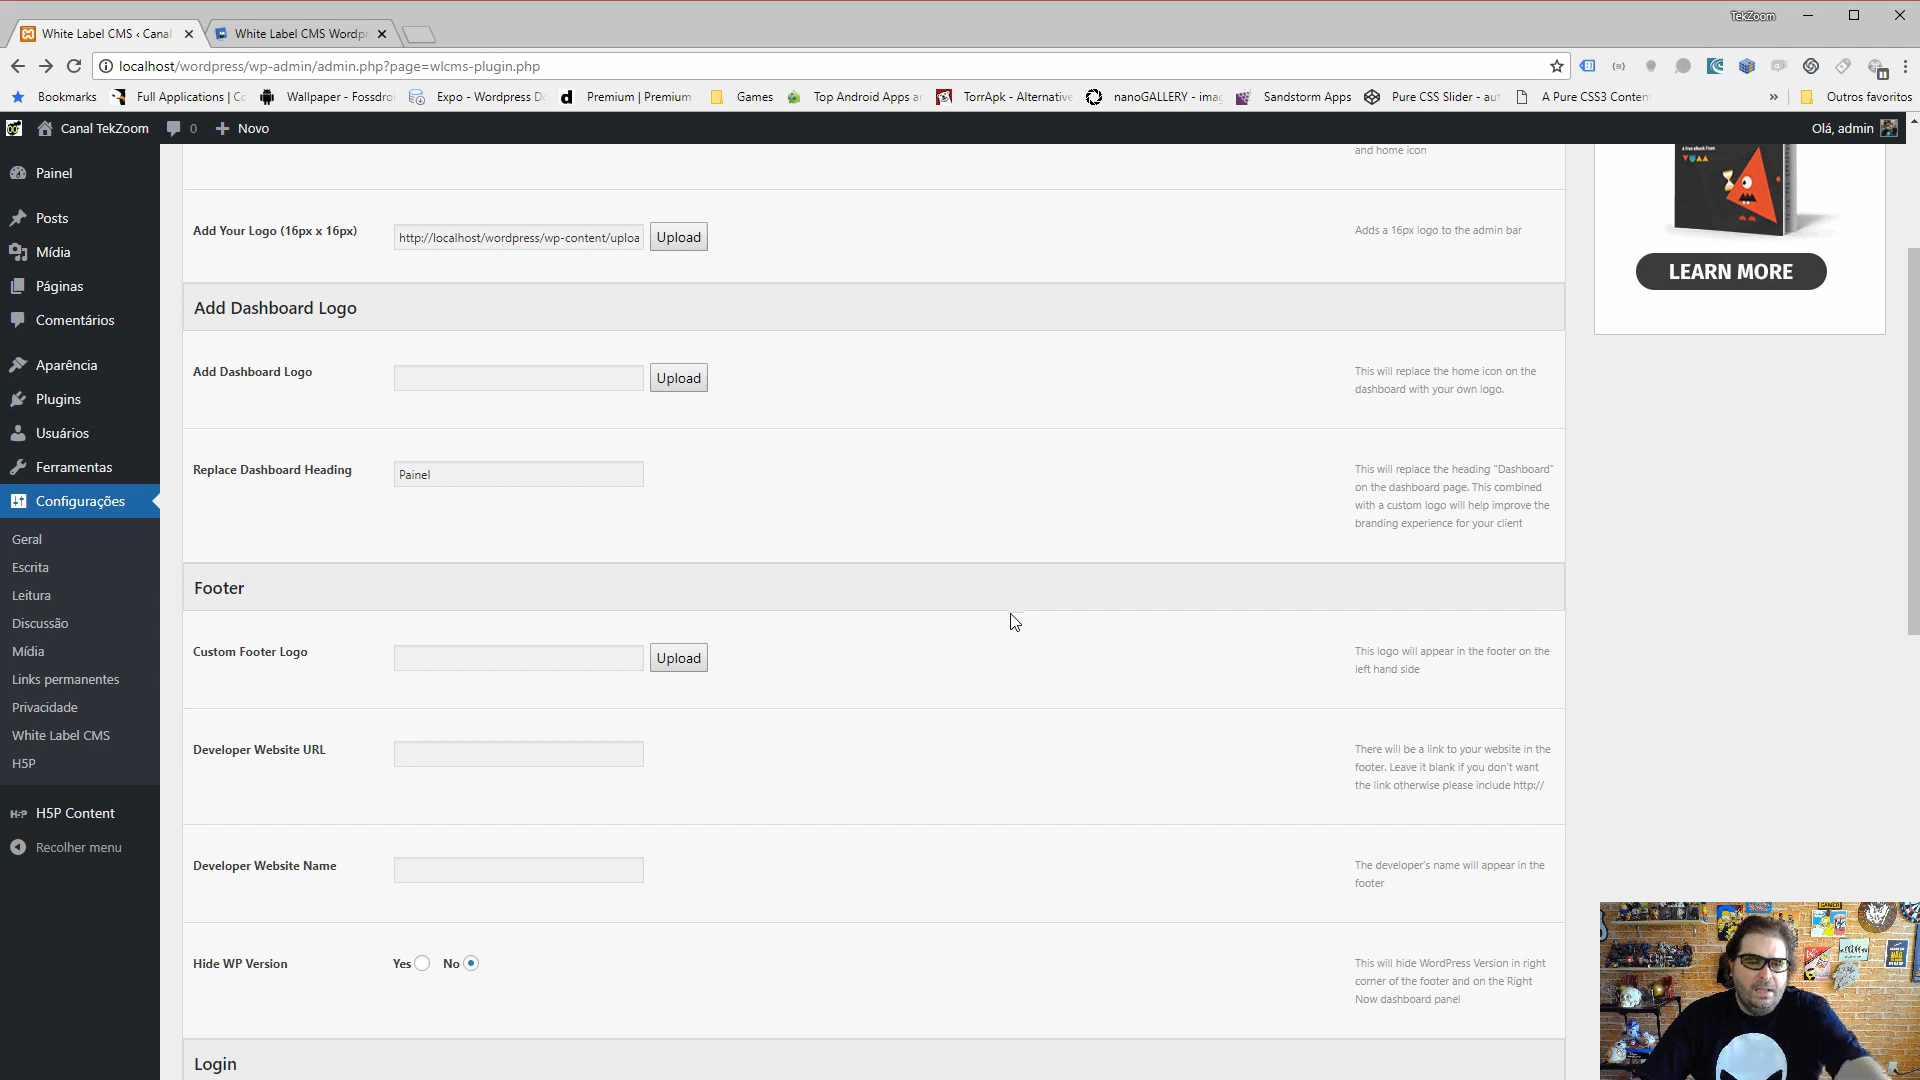 TekZoom
White Label CMS ‹ Canal
White Label CMS Wordpr
localhost/wordpress/wp-admin/admin.php?page=wlcms-plugin.php
Bookmarks
Full Applications | Co
Wallpaper - Fossdroi
Expo - Wordpress De
Premium | Premium
Games
Top Android Apps ar
TorrApk - Alternative
nanoGALLERY - imag
Sandstorm Apps
Pure CSS Slider - aut
A Pure CSS3 Content
»
Outros favoritos
Canal TekZoom
0
Novo
Olá, admin
Painel
Posts
Mídia
Páginas
Comentários
Aparência
Plugins
Usuários
Ferramentas
Configurações
Geral
Escrita
Leitura
Discussão
Mídia
Links permanentes
Privacidade
White Label CMS
H5P
H5P Content
Recolher menu
and home icon
Add Your Logo (16px x 16px)
http://localhost/wordpress/wp-content/uploa
Upload
Adds a 16px logo to the admin bar
Add Dashboard Logo
Add Dashboard Logo
Upload
This will replace the home icon on the
dashboard with your own logo.
Replace Dashboard Heading
Painel
This will replace the heading "Dashboard"
on the dashboard page. This combined
with a custom logo will help improve the
branding experience for your client
Footer
Custom Footer Logo
Upload
This logo will appear in the footer on the
left hand side
Developer Website URL
There will be a link to your website in the
footer. Leave it blank if you don't want
the link otherwise please include http://
Developer Website Name
The developer's name will appear in the
footer
Hide WP Version
Yes No
This will hide WordPress Version in right
corner of the footer and on the Right
Now dashboard panel
Login
A Free eBook From
LEARN MORE